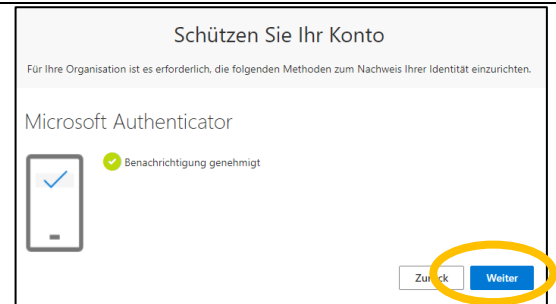 Schützen Sie Ihr Konto
Für Ihre Organisation ist es erforderlich, die folgenden Methoden zum Nachweis Ihrer Identität einzurichten.
Microsoft Authenticator
Benachrichtigung genehmigt
Zurück Weiter